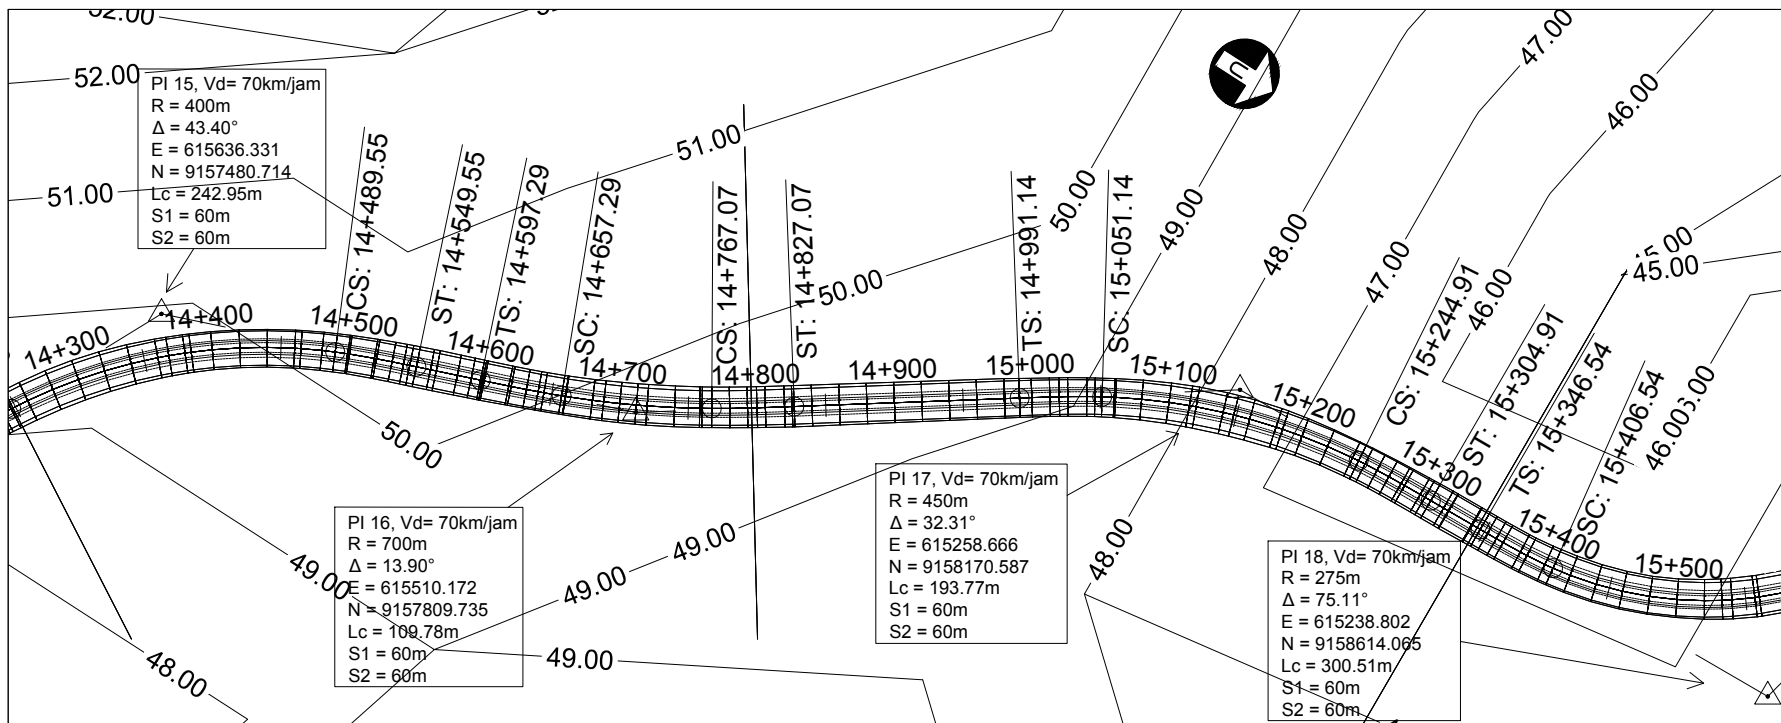 52.00
52.00
51.00
PI 15, Vd= 70km/jam
R = 400m
Δ = 43.40°
E = 615636.331
N = 9157480.714
Lc = 242.95m
S1 = 60m
S2 = 60m
CS: 14+489.55
ST: 14+549.55
TS: 14+597.29
SC: 14+657.29
CS: 14+767.07
ST: 14+827.07
TS: 14+991.14
SC: 15+051.14
CS: 15+244.91
ST: 15+304.91
TS: 15+346.54
SC: 15+406.54
51.00
50.00
50.00
49.00
48.00
47.00
47.00
46.00
46.00
45.00
46.00
U
14+300
14+400
14+500
14+600
14+700
14+800
14+900
15+000
15+100
15+200
15+300
15+400
15+500
50.00
49.00
48.00
49.00
49.00
49.00
48.00
PI 16, Vd= 70km/jam
R = 700m
Δ = 13.90°
E = 615510.172
N = 9157809.735
Lc = 109.78m
S1 = 60m
S2 = 60m
PI 17, Vd= 70km/jam
R = 450m
Δ = 32.31°
E = 615258.666
N = 9158170.587
Lc = 193.77m
S1 = 60m
S2 = 60m
PI 18, Vd= 70km/jam
R = 275m
Δ = 75.11°
E = 615238.802
N = 9158614.065
Lc = 300.51m
S1 = 60m
S2 = 60m